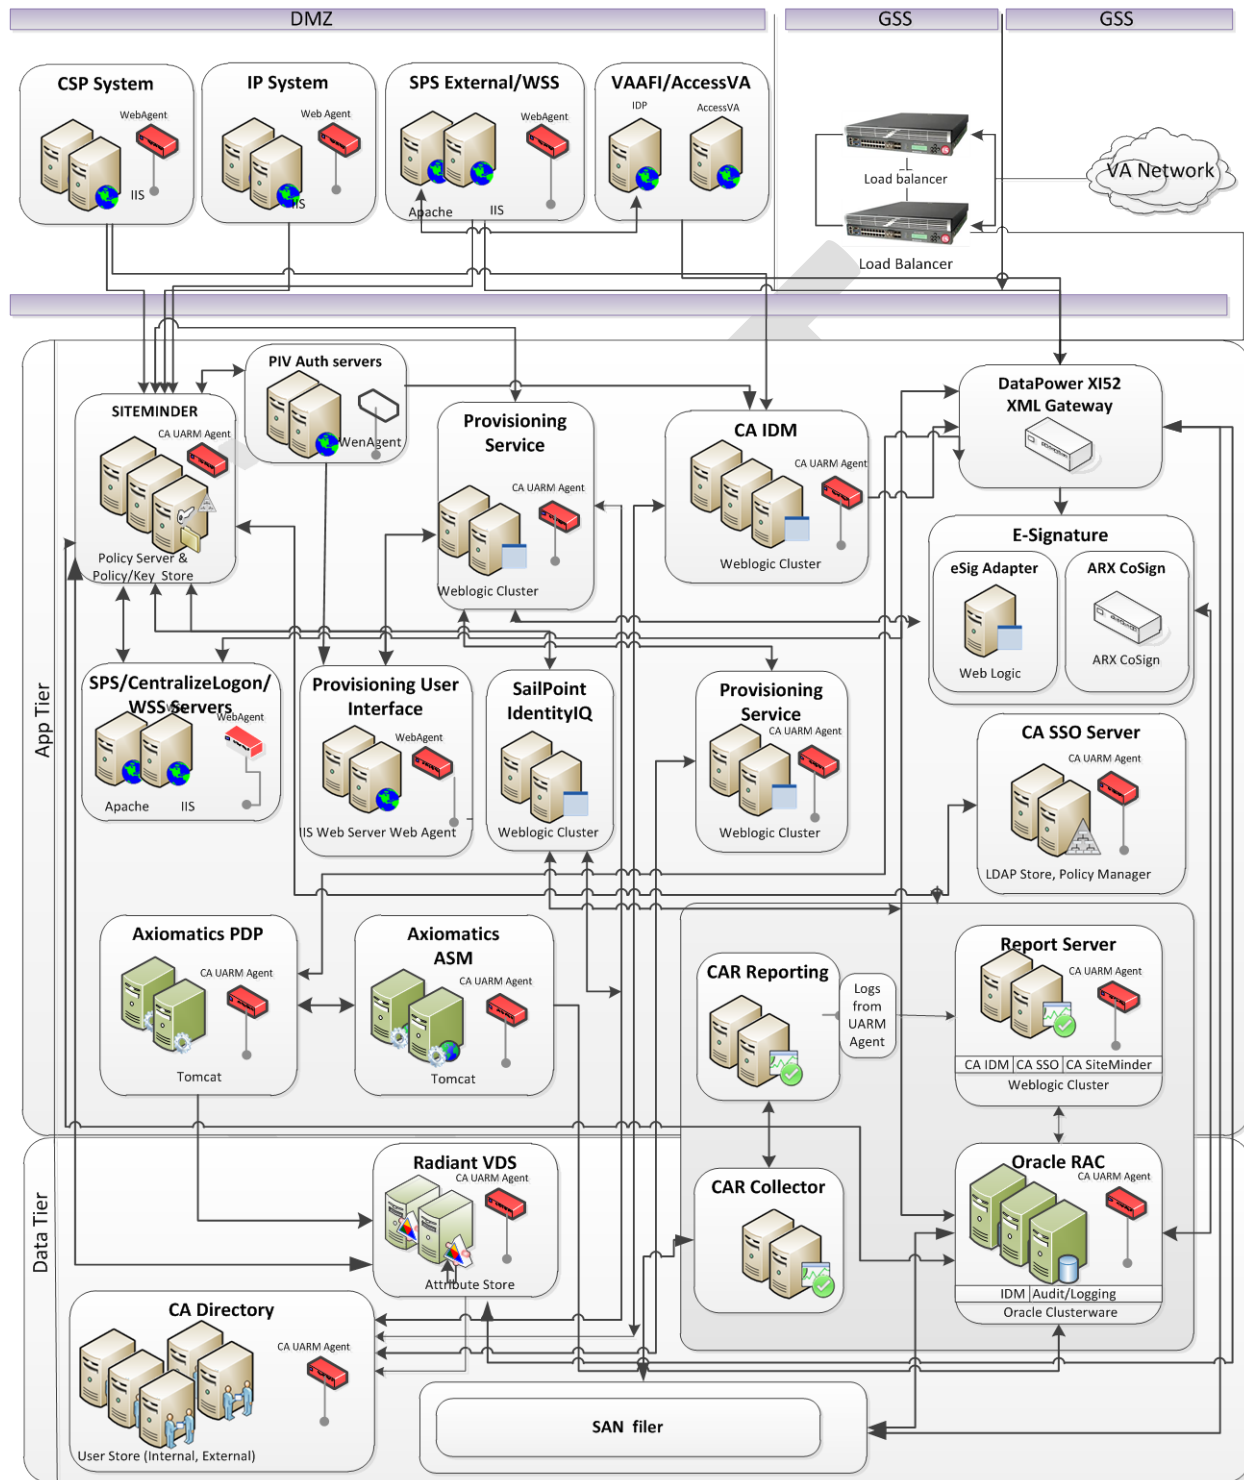 DMZ
GSS
GSS
CSP System
WebAgent
IIS
IP System
Web Agent
IIS
SPS External/WSS
WebAgent
Apache
IIS
VAAFI/AccessVA
IDP
AccessVA
Load balancer
Load Balancer
VA Network
App Tier
PIV Auth servers
WenAgent
SITEMINDER
CA UARM Agent
Policy Server &
Policy/Key Store
Provisioning
Service
CA UARM Agent
Weblogic Cluster
CA IDM
CA UARM Agent
Weblogic Cluster
DataPower XI52
XML Gateway
E-Signature
eSig Adapter
Web Logic
ARX CoSign
ARX CoSign
SPS/CentralizeLogon/
WSS Servers
WebAgent
Apache
IIS
Provisioning User
Interface
WebAgent
IIS Web Server Web Agent
SailPoint
IdentityIQ
Weblogic Cluster
Provisioning
Service
CA UARM Agent
Weblogic Cluster
CA SSO Server
CA UARM Agent
LDAP Store, Policy Manager
Axiomatics PDP
CA UARM Agent
Tomcat
Axiomatics
ASM
CA UARM Agent
Tomcat
CAR Reporting
Logs
from
UARM
Agent
Report Server
CA UARM Agent
CA IDM
CA SSO
CA SiteMinder
Weblogic Cluster
Data Tier
Radiant VDS
CA UARM Agent
Attribute Store
CAR Collector
Oracle RAC
CA UARM Agent
IDM
Audit/Logging
Oracle Clusterware
CA Directory
CA UARM Agent
User Store (Internal, External)
SAN filer